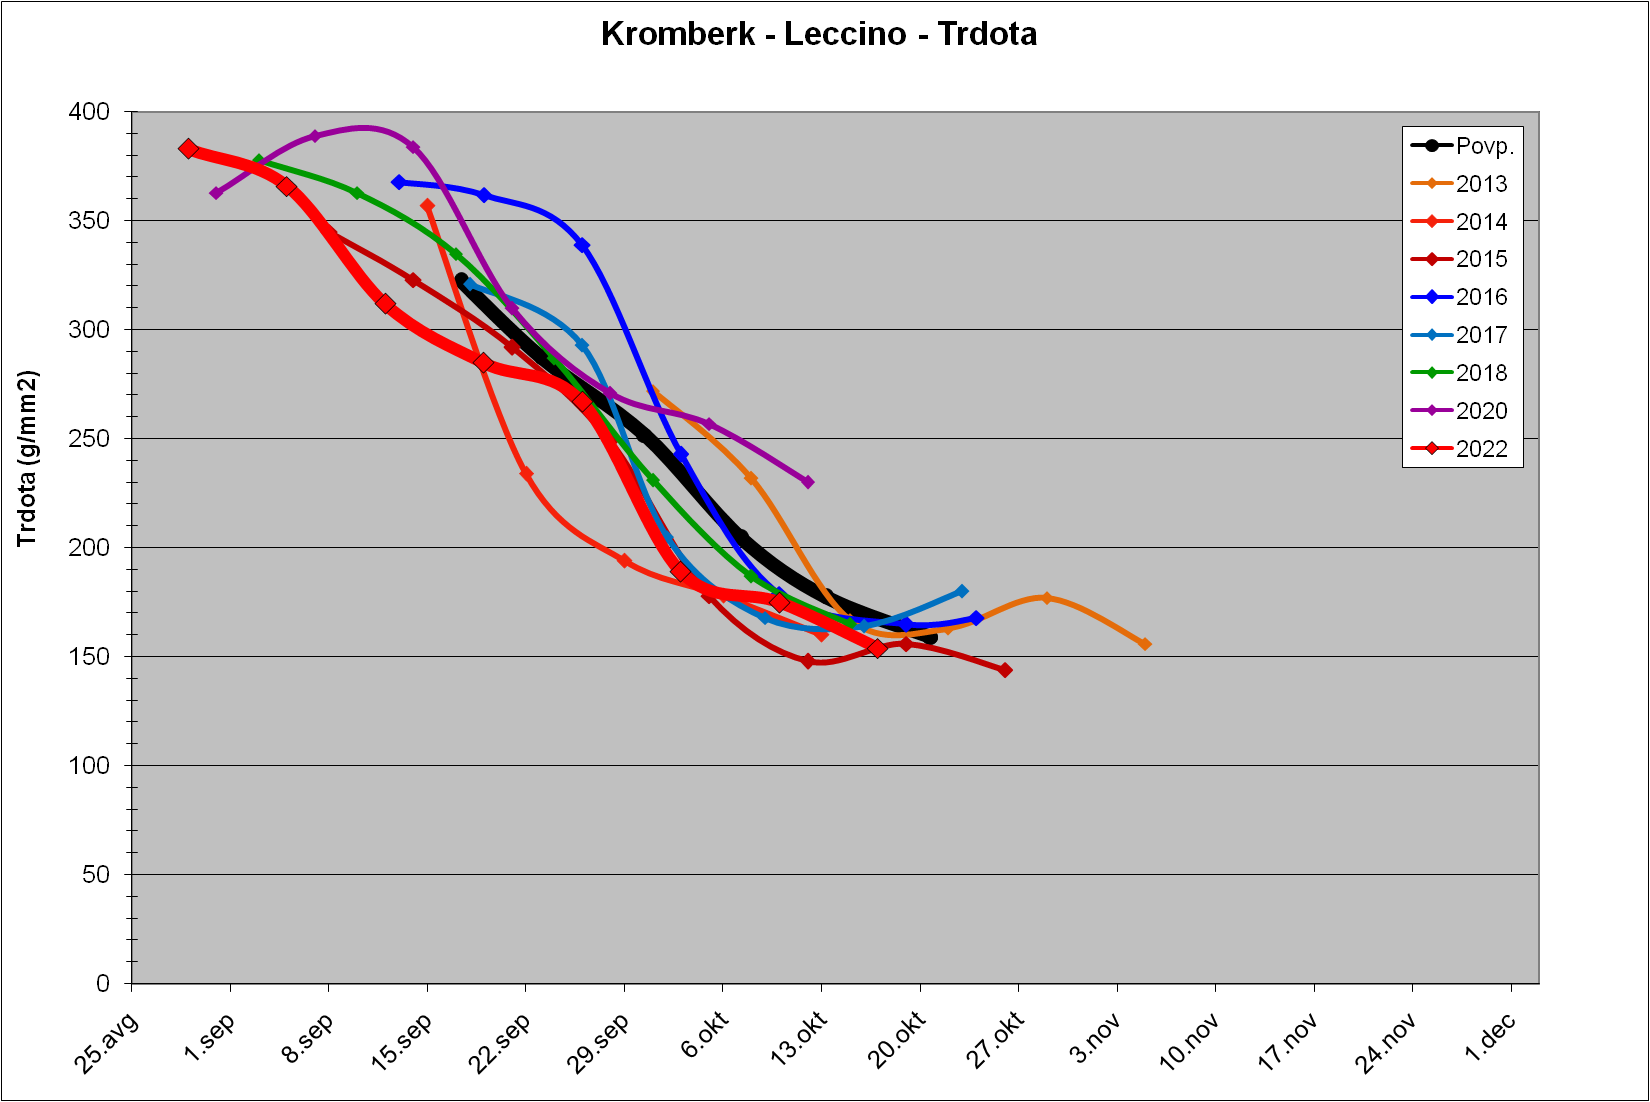 Kromberk - Leccino - Trdota
Trdota (g/mm2)
400
350
300
250
200
150
100
50
0
25.avg
1.sep
8.sep
15.sep
22.sep
29.sep
6.okt
13.okt
20.okt
27.okt
3.nov
10.nov
17.nov
24.nov
1.dec
Povp.
2013
2014
2015
2016
2017
2018
2020
2022